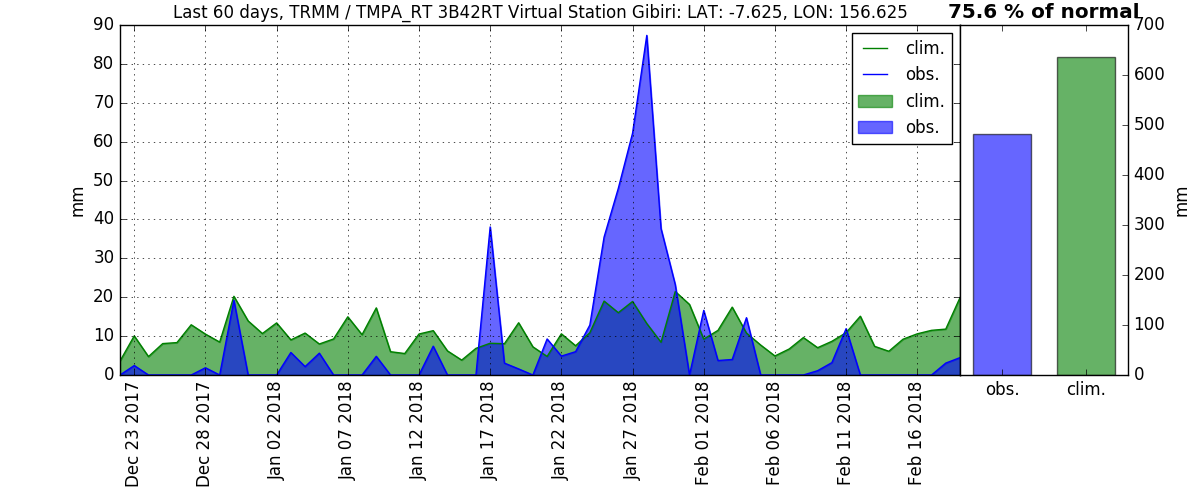 Last 60 days, TRMM / TMPA_RT 3B42RT Virtual Station Gibiri: LAT: -7.625, LON: 156.625
75.6 % of normal
90
80
70
60
50
40
30
20
10
0
mm
clim.
obs.
clim.
obs.
Dec 23 2017
Dec 28 2017
Jan 02 2018
Jan 07 2018
Jan 12 2018
Jan 17 2018
Jan 22 2018
Jan 27 2018
Feb 01 2018
Feb 06 2018
Feb 11 2018
Feb 16 2018
700
600
500
400
300
200
100
0
mm
obs.
clim.